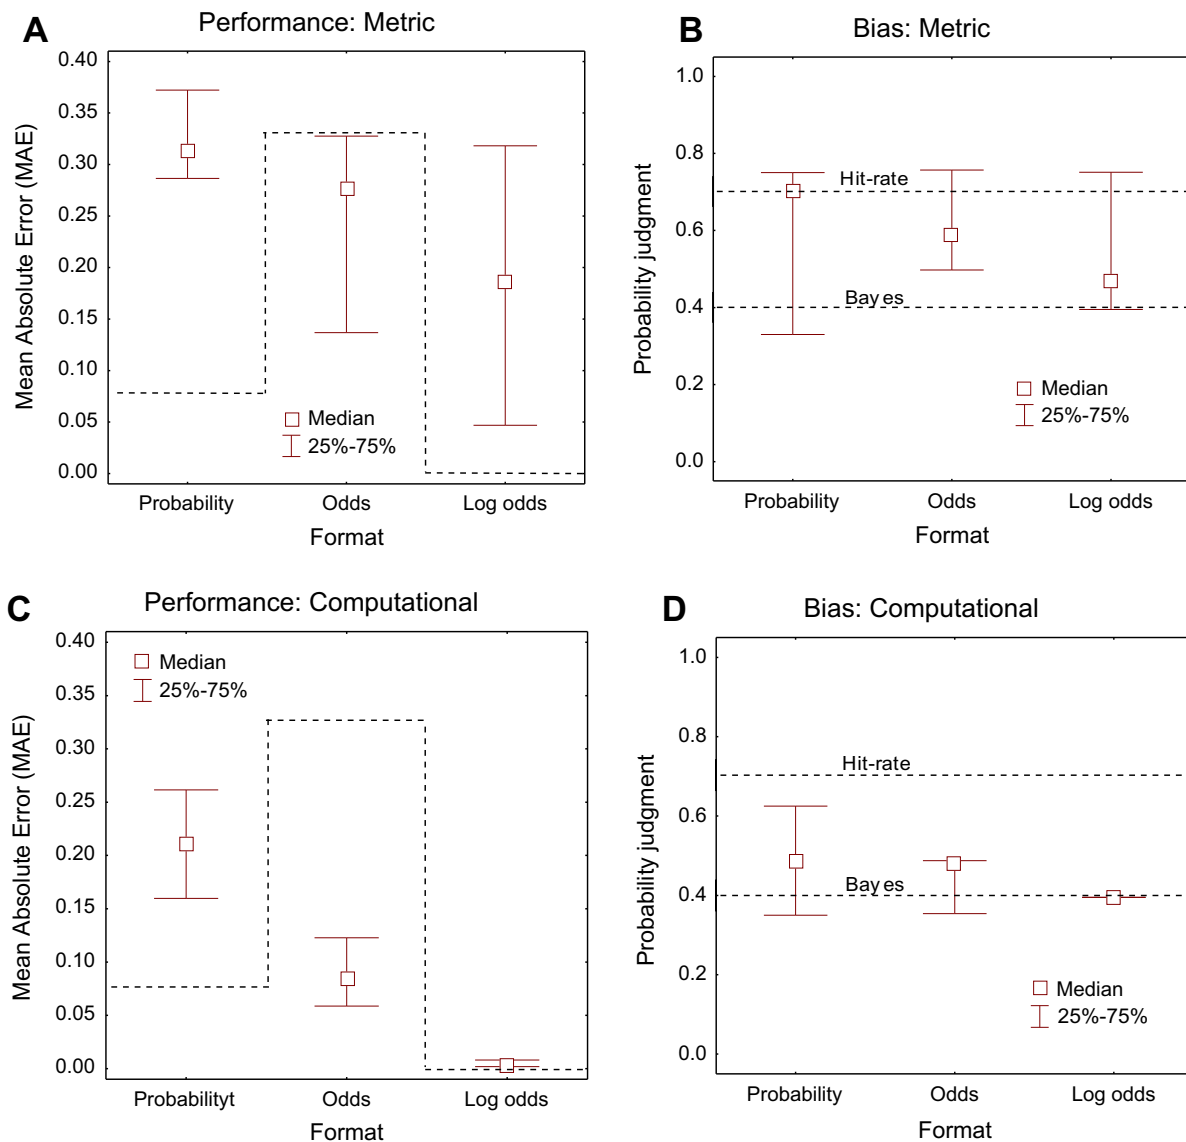 A
Performance: Metric
Mean Absolute Error (MAE)
0.40
0.35
0.30
0.25
0.20
0.15
0.10
0.05
0.00
Median
25%-75%
Probability
Odds
Log odds
Format
B
Bias: Metric
Probability judgment
1.0
0.8
0.6
0.4
0.2
0.0
Hit-rate
Bayes
Median
25%-75%
Probability
Odds
Log odds
Format
C
Performance: Computational
Mean Absolute Error (MAE)
0.40
0.35
0.30
0.25
0.20
0.15
0.10
0.05
0.00
Median
25%-75%
Probabilityt
Odds
Log odds
Format
D
Bias: Computational
Probability judgment
1.0
0.8
0.6
0.4
0.2
0.0
Hit-rate
Bayes
Median
25%-75%
Probability
Odds
Log odds
Format